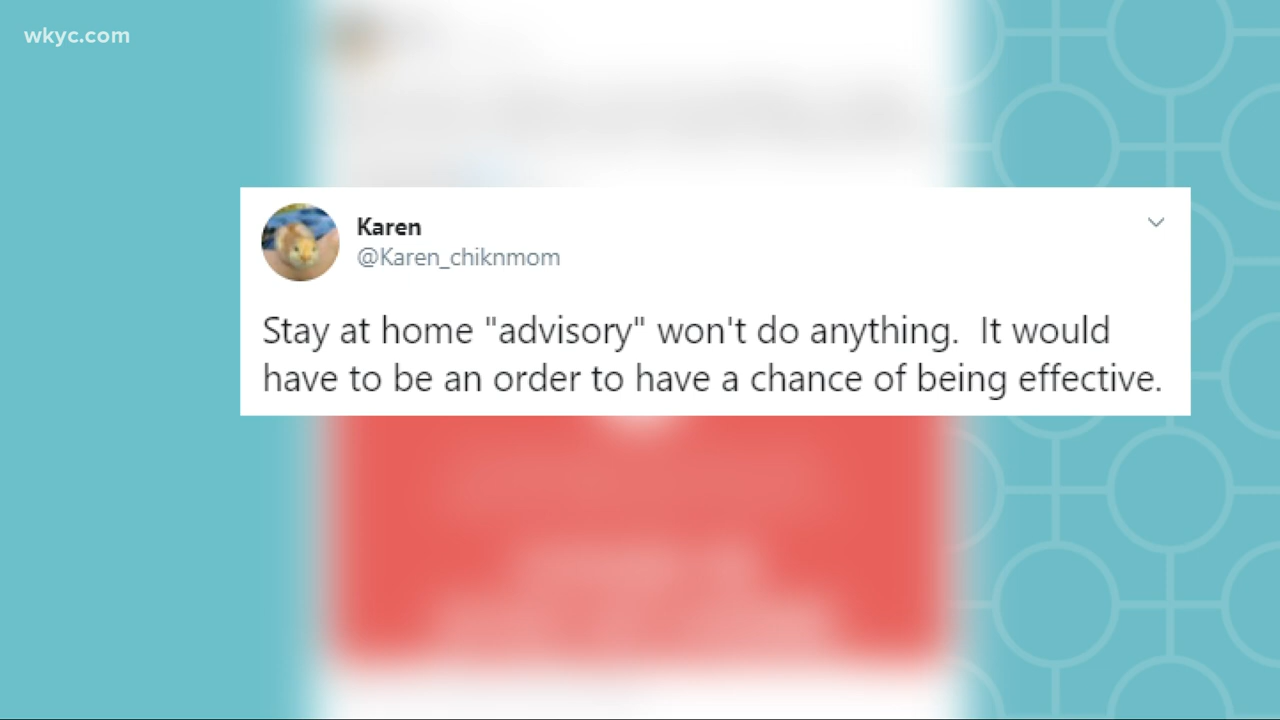 wkyc.com
Karen
@Karen_chiknmom
Stay at home "advisory" won't do anything.  It would
have to be an order to have a chance of being effective.